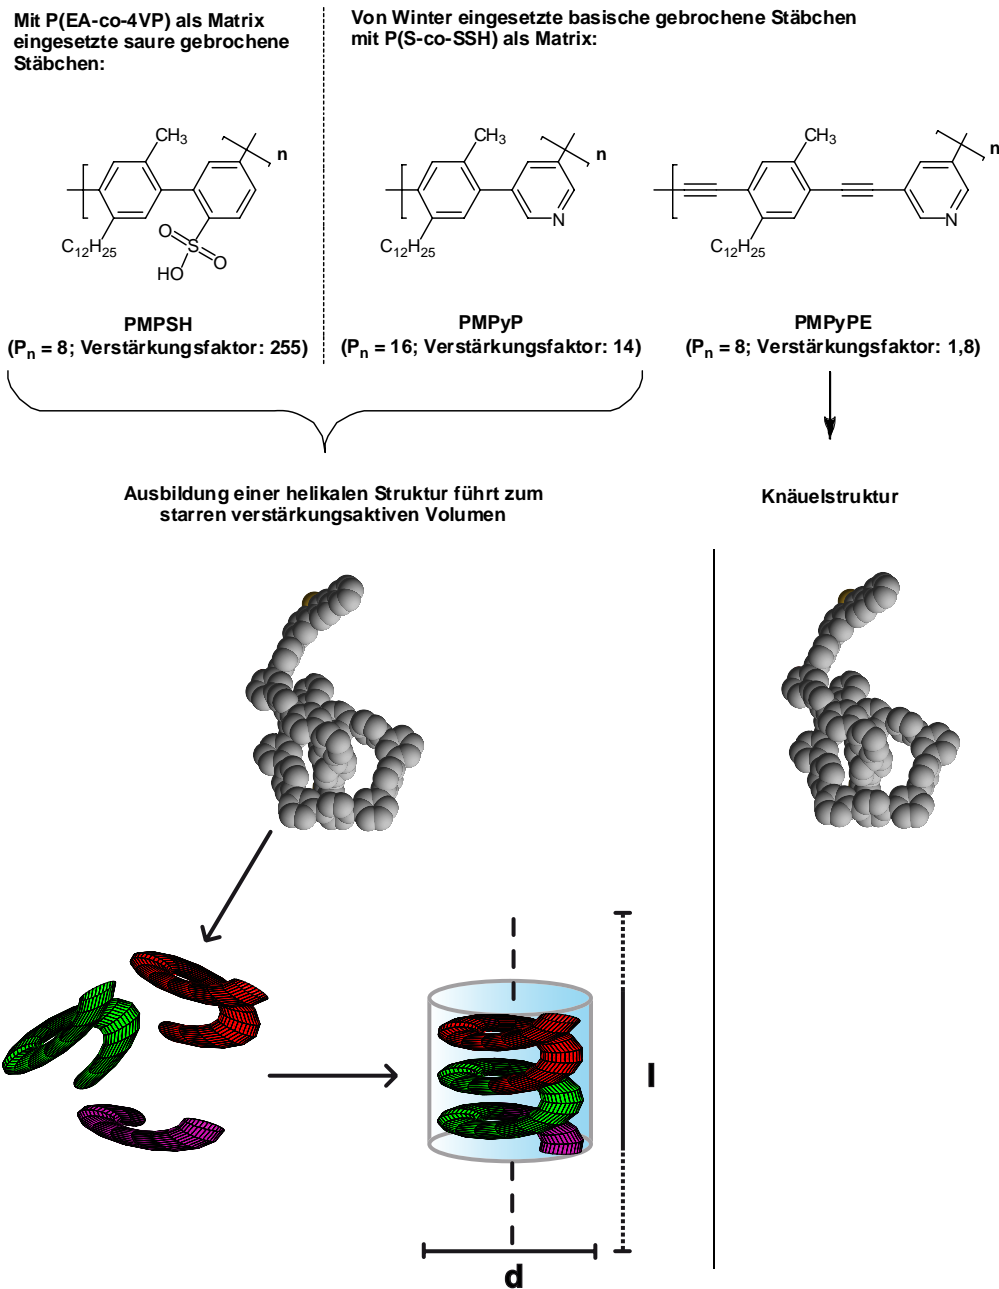 Mit P(EA-co-4VP) als Matrix
eingesetzte saure gebrochene
Stäbchen:
Von Winter eingesetzte basische gebrochene Stäbchen
mit P(S-co-SSH) als Matrix:
CH3
n
C12H25
O
S
O
HO
CH3
n
N
C12H25
CH3
n
N
C12H25
PMPSH
(Pn = 8; Verstärkungsfaktor: 255)
PMPyP
(Pn = 16; Verstärkungsfaktor: 14)
PMPyPE
(Pn = 8; Verstärkungsfaktor: 1,8)
Ausbildung einer helikalen Struktur führt zum
starren verstärkungsaktiven Volumen
Knäuelstruktur
l
d